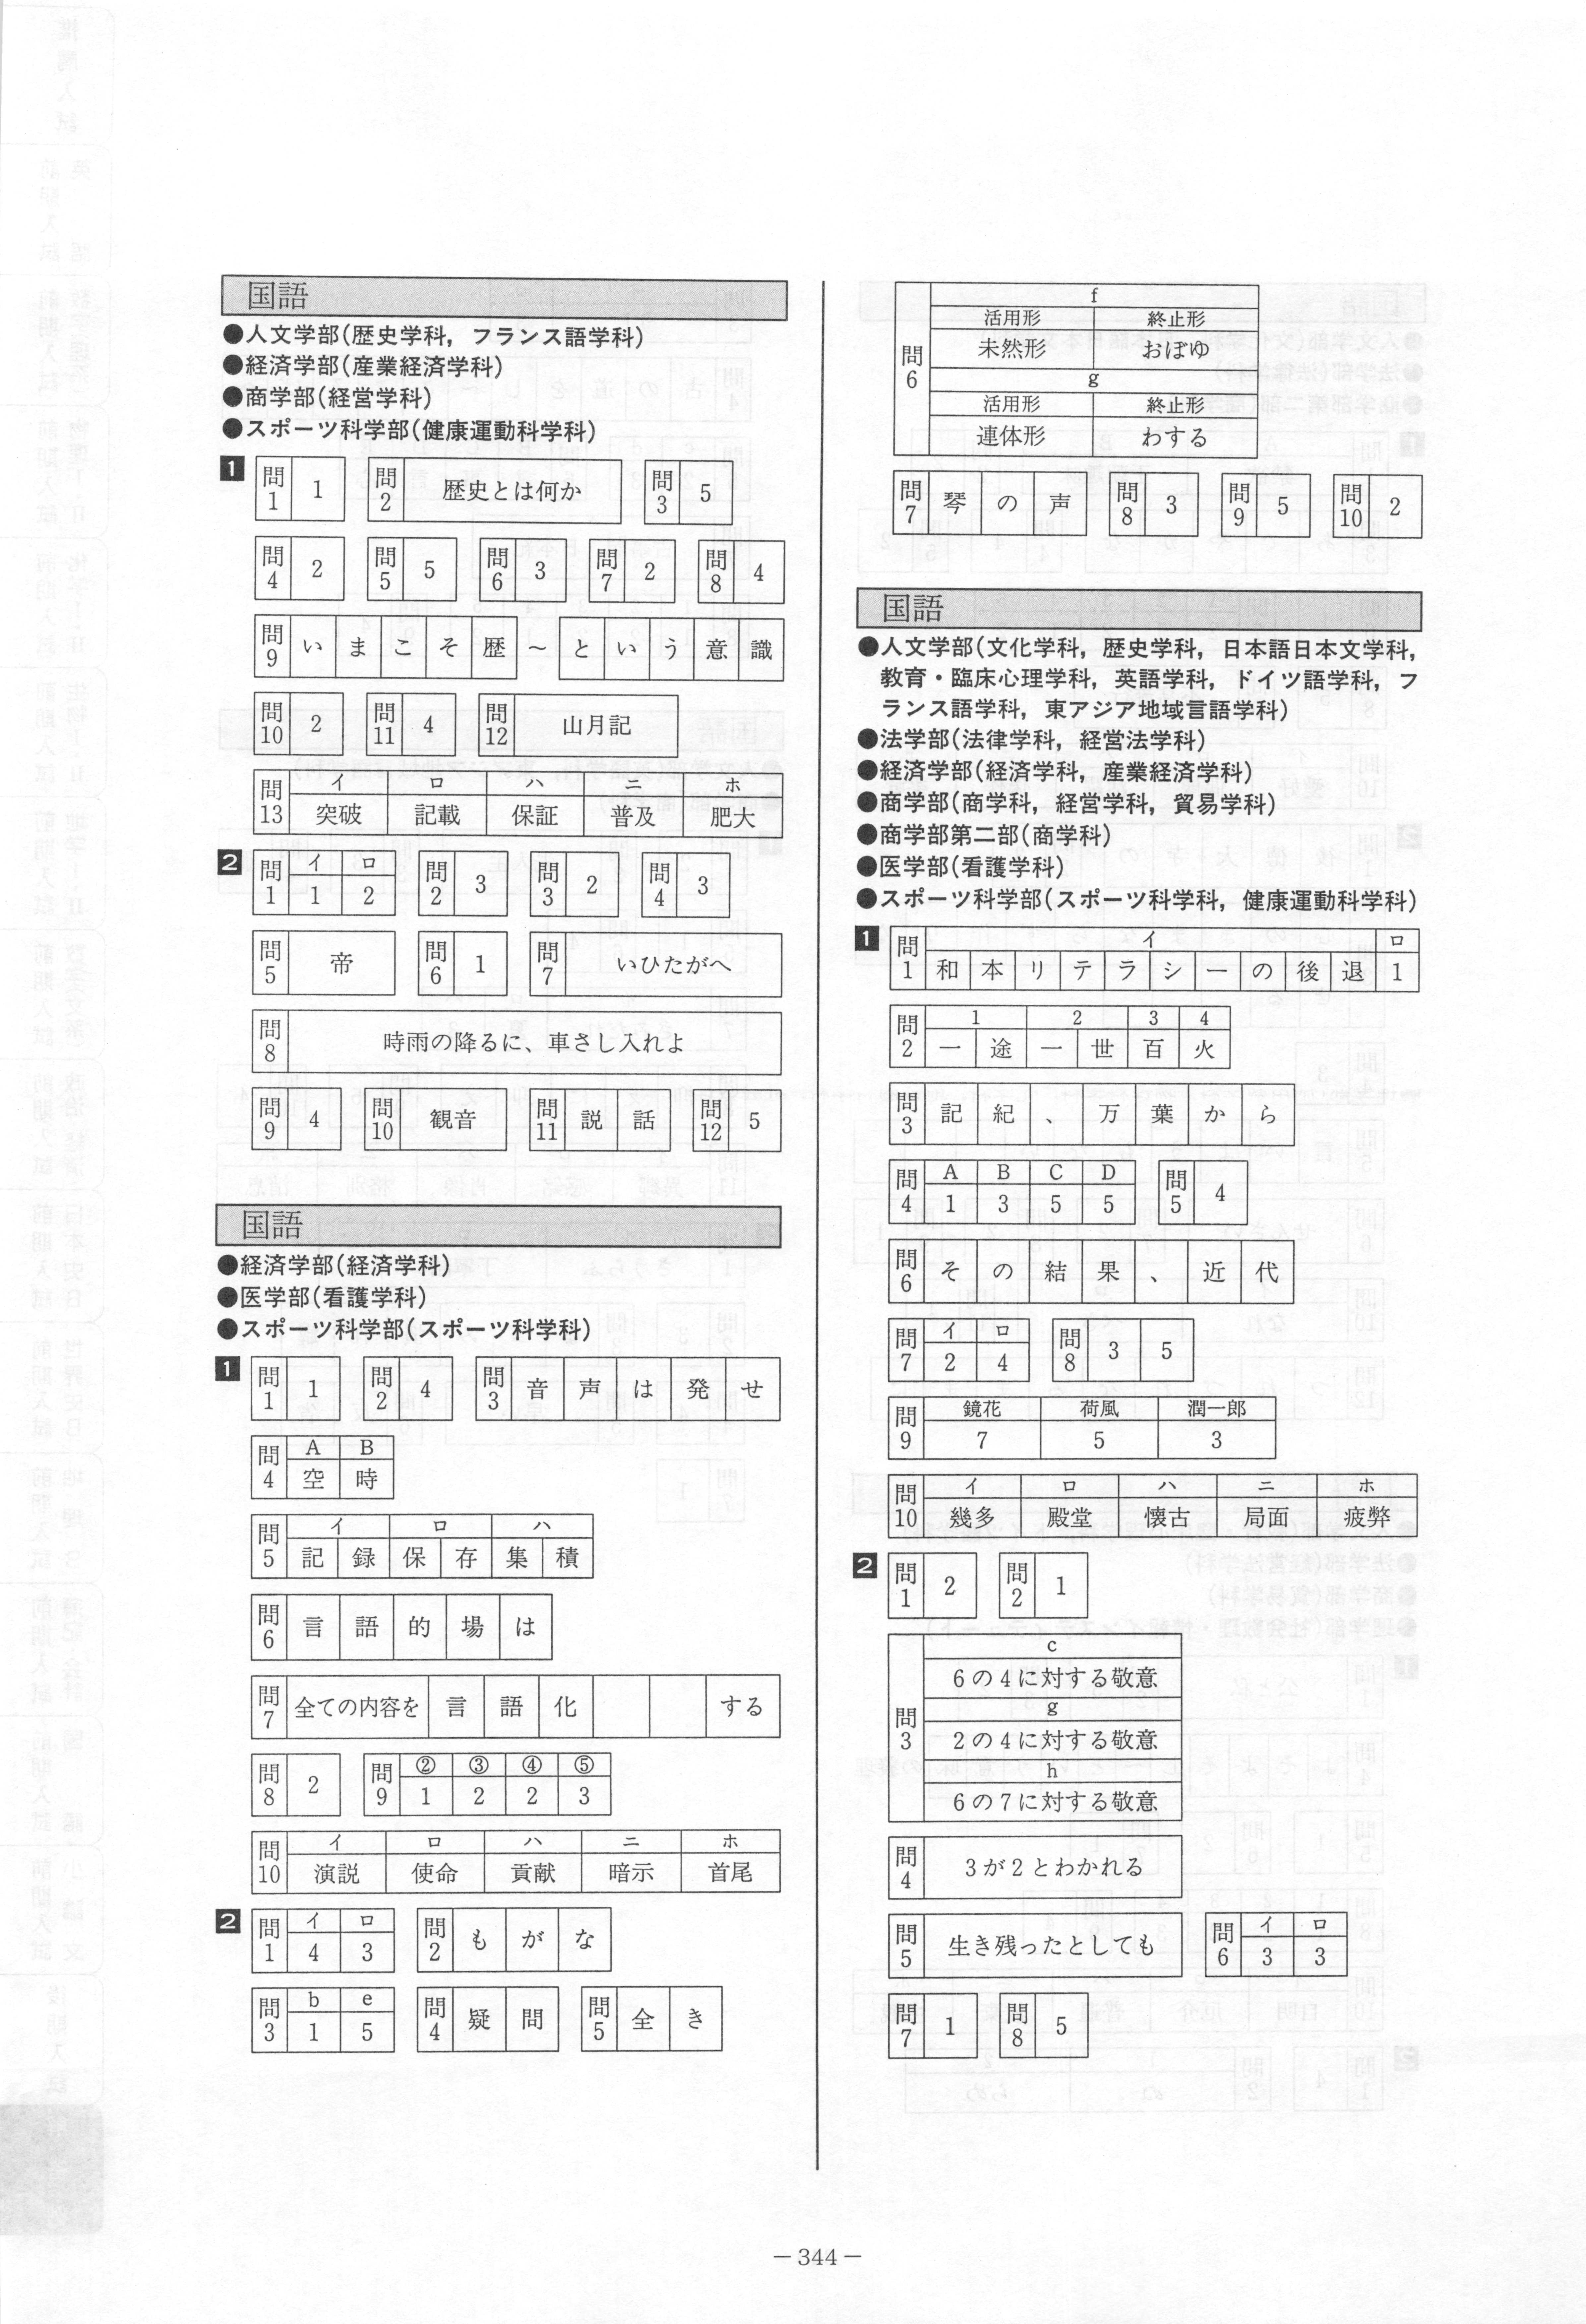 国語
●人文学部(歴史学科，フランス語学科)
●経済学部(産業経済学科)
●商学部(経営学科)
●スポーツ科学部(健康運動科学科)
1 問1 1 問2 歴史とは何か 問3 5
問4 2 問5 5 問6 3 問7 2 問8 4
問9 いまこそ歴～という意識
問10 2 問11 4 問12 山月記
問13 イ ロ ハ ニ ホ
突破 記載 保証 普及 肥大
2 問1 イ ロ 問2 3 問3 2 問4 3
1 2
問5 帝 問6 1 問7 いひたがへ
問8 時雨の降るに、車さし入れよ
問9 4 問10 観音 問11 説話 問12 5
国語
●経済学部(経済学科)
●医学部(看護学科)
●スポーツ科学部(スポーツ科学科)
1 問1 1 問2 4 問3 音声は発せ
問4 A B
空 時
問5 イ ロ ハ
記録 保存 集積
問6 言語的場は
問7 全ての内容を 言語化 する
問8 2 問9 ② ③ ④ ⑤
1 2 2 3
問10 イ ロ ハ ニ ホ
演説 使命 貢献 暗示 首尾
2 問1 イ ロ 問2 もがな
4 3
問3 b e 問4 疑問 問5 全き
1 5
問6 f
活用形 終止形
未然形 おぼゆ
g
活用形 終止形
連体形 わする
問7 琴の声 問8 3 問9 5 問10 2
国語
●人文学部(文化学科，歴史学科，日本語日本文学科，
教育・臨床心理学科，英語学科，ドイツ語学科，フ
ランス語学科，東アジア地域言語学科)
●法学部(法律学科，経営法学科)
●経済学部(経済学科，産業経済学科)
●商学部(商学科，経営学科，貿易学科)
●商学部第二部(商学科)
●医学部(看護学科)
●スポーツ科学部(スポーツ科学科，健康運動科学科)
1 問1 イ ロ
和本リテラシーの後退 1
問2 1 2 3 4
一途 一世 百 火
問3 記紀、万葉から
問4 A B C D 問5 4
1 3 5 5
問6 その結果、近代
問7 イ ロ 問8 3 5
2 4
問9 鏡花 荷風 潤一郎
7 5 3
問10 イ ロ ハ ニ ホ
幾多 殿堂 懐古 局面 疲弊
2 問1 2 問2 1
問3 c
6の4に対する敬意
g
2の4に対する敬意
h
6の7に対する敬意
問4 3が2とわかれる
問5 生き残ったとしても 問6 イ ロ
3 3
問7 1 問8 5
－344－